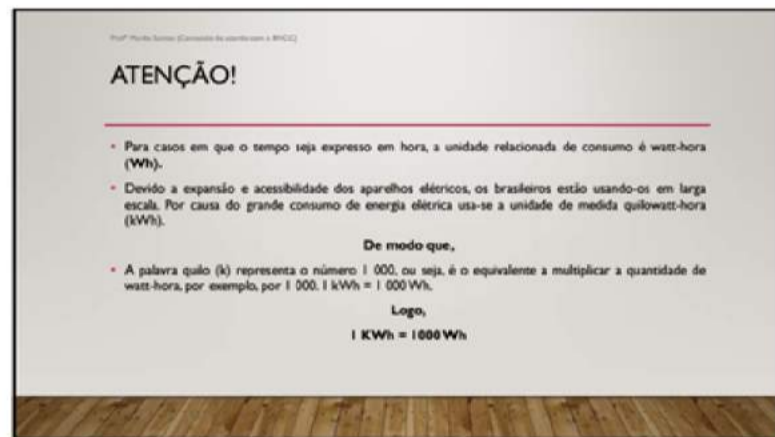 ATENÇÃO!
• Para casos em que o tempo seja expresso em hora, a unidade relacionada de consumo é watt-hora
(Wh).
• Devido a expansão e acessibilidade dos aparelhos elétricos, os brasileiros estão usando-os em larga
escala. Por causa do grande consumo de energia elétrica usa-se a unidade de medida quilowatt-hora
(kWh).
De modo que,
• A palavra quilo (k) representa o número 1 000, ou seja, é o equivalente a multiplicar a quantidade de
watt-hora, por exemplo, por 1 000. 1 kWh = 1 000 Wh.
Logo,
1 KWh = 1000 Wh